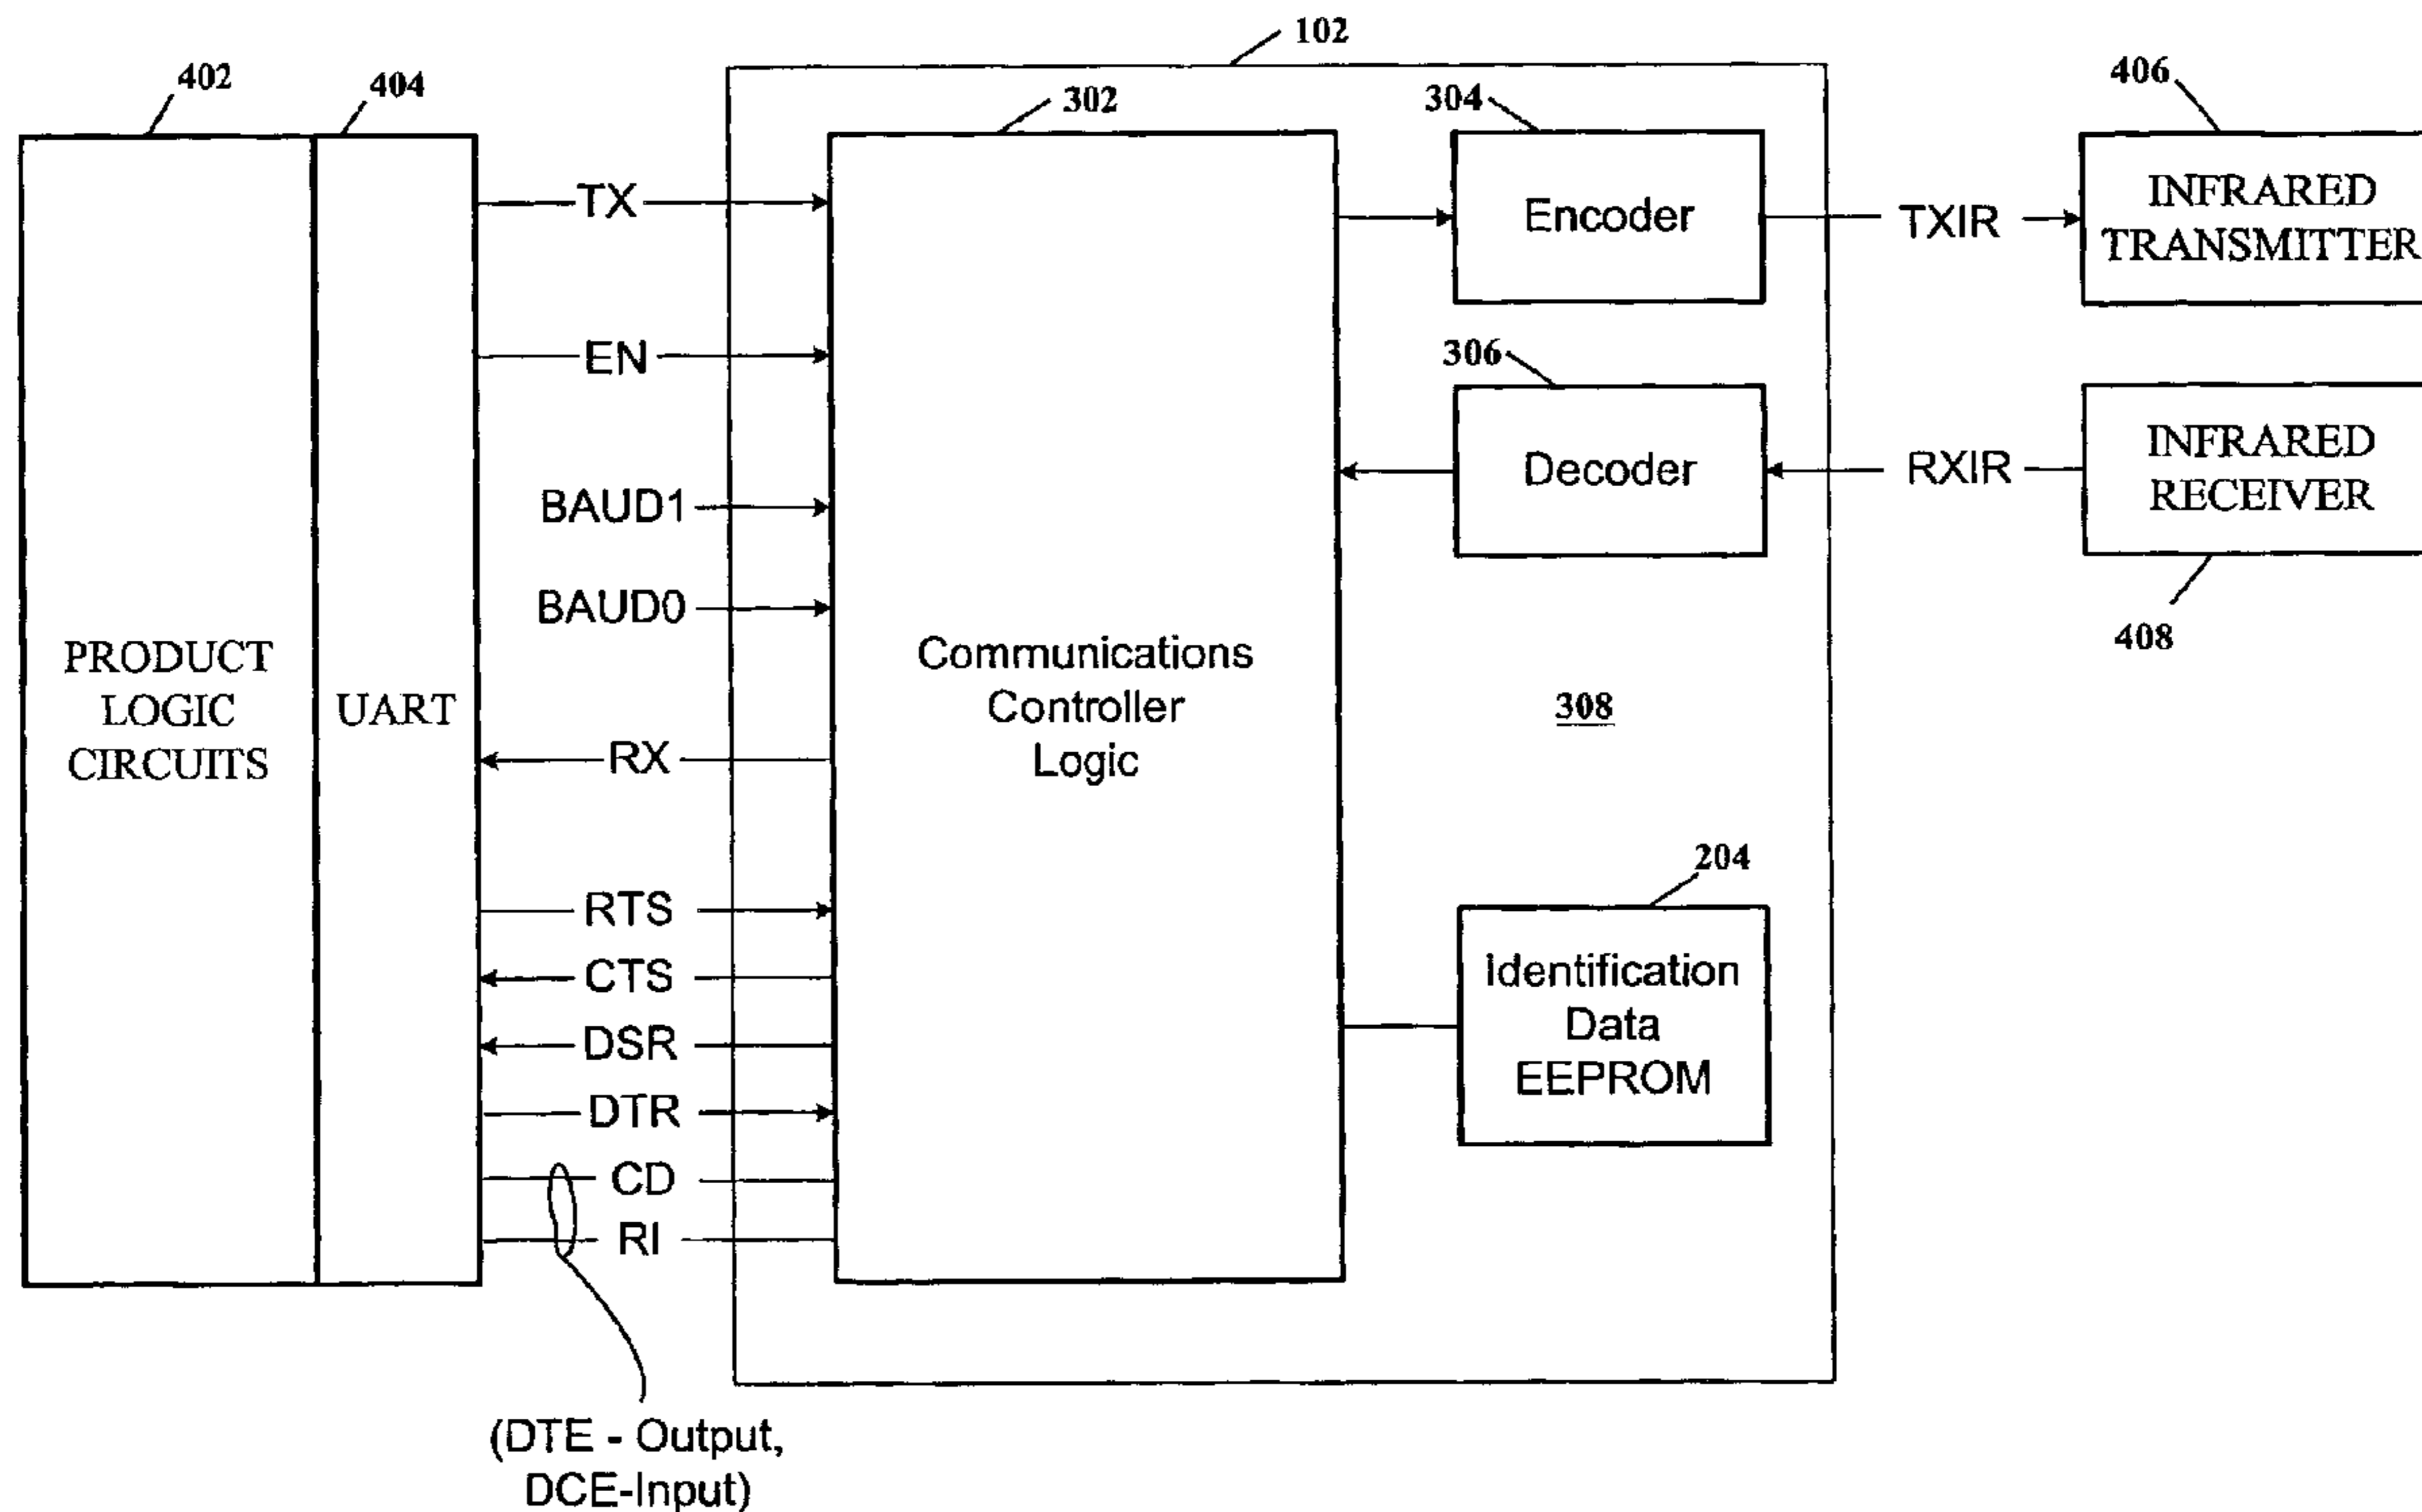 102
402
404
302
304
406
TX
Encoder
TXIR
INFRARED
TRANSMITTER
EN
306
BAUD1
Decoder
RXIR
INFRARED
RECEIVER
BAUD0
408
PRODUCT
LOGIC
CIRCUITS
UART
Communications
Controller
Logic
308
RX
204
RTS
CTS
DSR
DTR
CD
RI
Identification
Data
EEPROM
(DTE - Output,
DCE-Input)